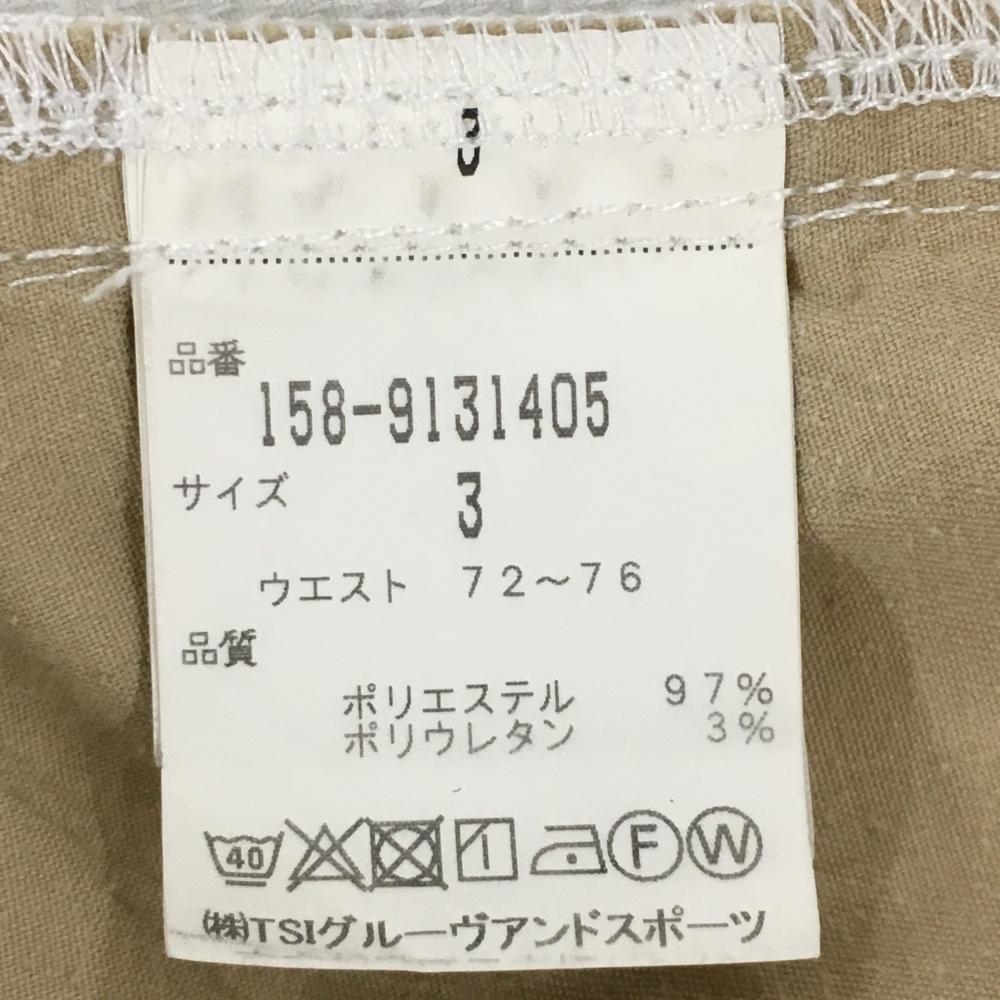 3
品番
158-9131405
サイズ 3
ウエスト 72～76
品質
ポリエステル 97%
ポリウレタン 3%
40 F W
㈱TSIグルーヴアンドスポーツ